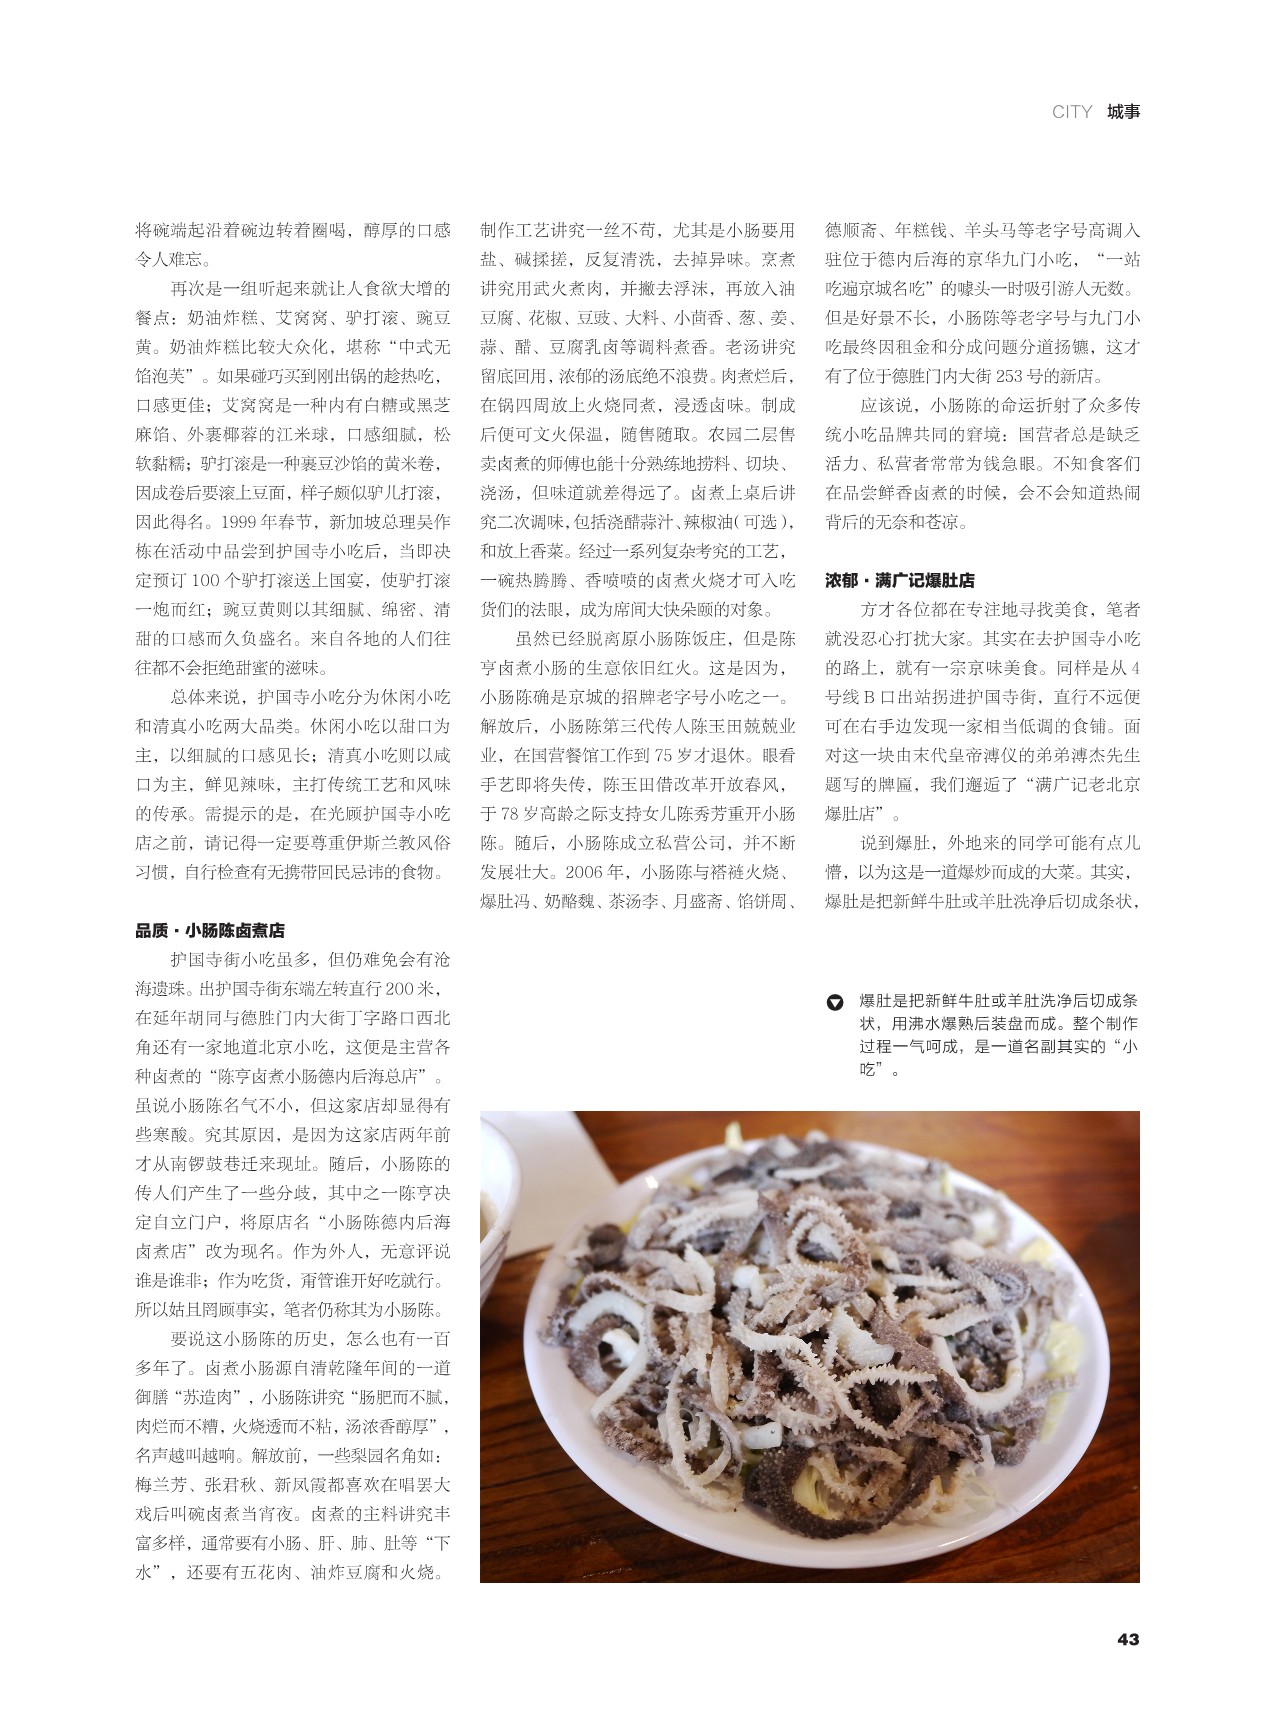 CITY 城事
将碗端起沿着碗边转着圈喝，醇厚的口感
令人难忘。
再次是一组听起来就让人食欲大增的
餐点：奶油炸糕、艾窝窝、驴打滚、豌豆
黄。奶油炸糕比较大众化，堪称“中式无
馅泡芙”。如果碰巧买到刚出锅的趁热吃，
口感更佳；艾窝窝是一种内有白糖或黑芝
麻馅、外裹椰蓉的江米球，口感细腻，松
软黏糯；驴打滚是一种裹豆沙馅的黄米卷，
因成卷后要滚上豆面，样子颇似驴儿打滚，
因此得名。1999 年春节，新加坡总理吴作
栋在活动中品尝到护国寺小吃后，当即决
定预订 100 个驴打滚送上国宴，使驴打滚
一炮而红；豌豆黄则以其细腻、绵密、清
甜的口感而久负盛名。来自各地的人们往
往都不会拒绝甜蜜的滋味。
总体来说，护国寺小吃分为休闲小吃
和清真小吃两大品类。休闲小吃以甜口为
主，以细腻的口感见长；清真小吃则以咸
口为主，鲜见辣味，主打传统工艺和风味
的传承。需提示的是，在光顾护国寺小吃
店之前，请记得一定要尊重伊斯兰教风俗
习惯，自行检查有无携带回民忌讳的食物。
品质·小肠陈卤煮店
护国寺街小吃虽多，但仍难免会有沧
海遗珠。出护国寺街东端左转直行 200 米，
在延年胡同与德胜门内大街丁字路口西北
角还有一家地道北京小吃，这便是主营各
种卤煮的“陈亨卤煮小肠德内后海总店”。
虽说小肠陈名气不小，但这家店却显得有
些寒酸。究其原因，是因为这家店两年前
才从南锣鼓巷迁来现址。随后，小肠陈的
传人们产生了一些分歧，其中之一陈亨决
定自立门户，将原店名“小肠陈德内后海
卤煮店”改为现名。作为外人，无意评说
谁是谁非；作为吃货，甭管谁开好吃就行。
所以姑且罔顾事实，笔者仍称其为小肠陈。
要说这小肠陈的历史，怎么也有一百
多年了。卤煮小肠源自清乾隆年间的一道
御膳“苏造肉”，小肠陈讲究“肠肥而不腻，
肉烂而不糟，火烧透而不粘，汤浓香醇厚”，
名声越叫越响。解放前，一些梨园名角如：
梅兰芳、张君秋、新凤霞都喜欢在唱罢大
戏后叫碗卤煮当宵夜。卤煮的主料讲究丰
富多样，通常要有小肠、肝、肺、肚等“下
水”，还要有五花肉、油炸豆腐和火烧。
制作工艺讲究一丝不苟，尤其是小肠要用
盐、碱揉搓，反复清洗，去掉异味。烹煮
讲究用武火煮肉，并撇去浮沫，再放入油
豆腐、花椒、豆豉、大料、小茴香、葱、姜、
蒜、醋、豆腐乳卤等调料煮香。老汤讲究
留底回用，浓郁的汤底绝不浪费。肉煮烂后，
在锅四周放上火烧同煮，浸透卤味。制成
后便可文火保温，随售随取。农园二层售
卖卤煮的师傅也能十分熟练地捞料、切块、
浇汤，但味道就差得远了。卤煮上桌后讲
究二次调味，包括浇醋蒜汁、辣椒油（可选），
和放上香菜。经过一系列复杂考究的工艺，
一碗热腾腾、香喷喷的卤煮火烧才可入吃
货们的法眼，成为席间大快朵颐的对象。
虽然已经脱离原小肠陈饭庄，但是陈
亨卤煮小肠的生意依旧红火。这是因为，
小肠陈确是京城的招牌老字号小吃之一。
解放后，小肠陈第三代传人陈玉田兢兢业
业，在国营餐馆工作到 75 岁才退休。眼看
手艺即将失传，陈玉田借改革开放春风，
于 78 岁高龄之际支持女儿陈秀芳重开小肠
陈。随后，小肠陈成立私营公司，并不断
发展壮大。2006 年，小肠陈与褡裢火烧、
爆肚冯、奶酪魏、茶汤李、月盛斋、馅饼周、
德顺斋、年糕钱、羊头马等老字号高调入
驻位于德内后海的京华九门小吃，“一站
吃遍京城名吃”的噱头一时吸引游人无数。
但是好景不长，小肠陈等老字号与九门小
吃最终因租金和分成问题分道扬镳，这才
有了位于德胜门内大街 253 号的新店。
应该说，小肠陈的命运折射了众多传
统小吃品牌共同的窘境：国营者总是缺乏
活力、私营者常常为钱急眼。不知食客们
在品尝鲜香卤煮的时候，会不会知道热闹
背后的无奈和苍凉。
浓郁·满广记爆肚店
方才各位都在专注地寻找美食，笔者
就没忍心打扰大家。其实在去护国寺小吃
的路上，就有一宗京味美食。同样是从 4
号线 B 口出站拐进护国寺街，直行不远便
可在右手边发现一家相当低调的食铺。面
对这一块由末代皇帝溥仪的弟弟溥杰先生
题写的牌匾，我们邂逅了“满广记老北京
爆肚店”。
说到爆肚，外地来的同学可能有点儿
懵，以为这是一道爆炒而成的大菜。其实，
爆肚是把新鲜牛肚或羊肚洗净后切成条状，
爆肚是把新鲜牛肚或羊肚洗净后切成条
状，用沸水爆熟后装盘而成。整个制作
过程一气呵成，是一道名副其实的“小
吃”。
43